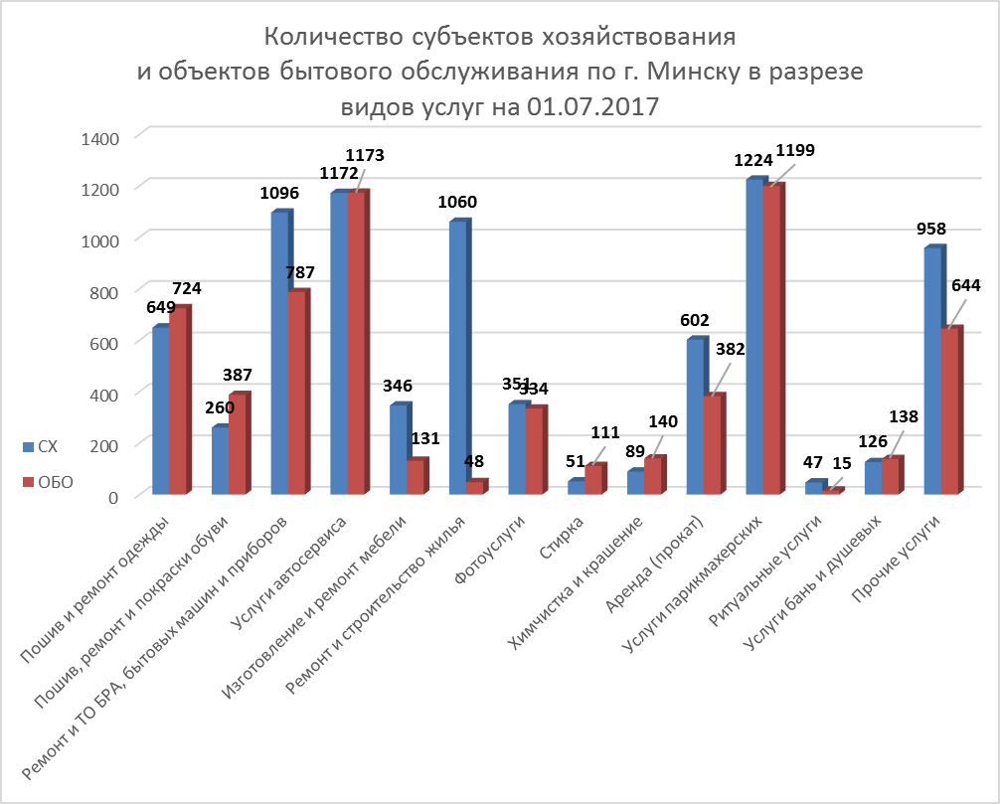 Количество субъектов хозяйствования
и объектов бытового обслуживания по г. Минску в разрезе
видов услуг на 01.07.2017
1400
1200
1000
800
600
400
200
0
СХ
ОБО
649
724
260
387
1096
787
1172
1173
346
131
1060
48
351
334
51
111
89
140
602
382
1224
1199
47
15
126
138
958
644
Пошив и ремонт одежды
Пошив, ремонт и покраски обуви
Ремонт и ТО БРА, бытовых машин и приборов
Услуги автосервиса
Изготовление и ремонт мебели
Ремонт и строительство жилья
Фотоуслуги
Стирка
Химчистка и крашение
Аренда (прокат)
Услуги парикмахерских
Ритуальные услуги
Услуги бань и душевых
Прочие услуги